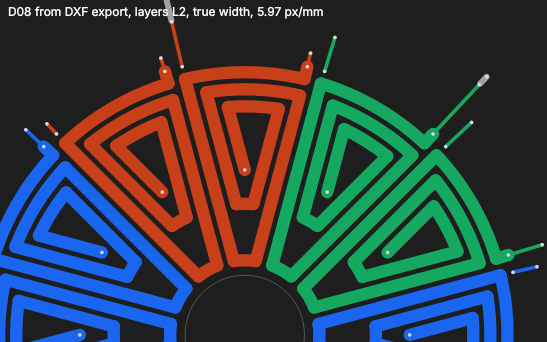 D08 from DXF export, layers L2, true width, 5.97 px/mm